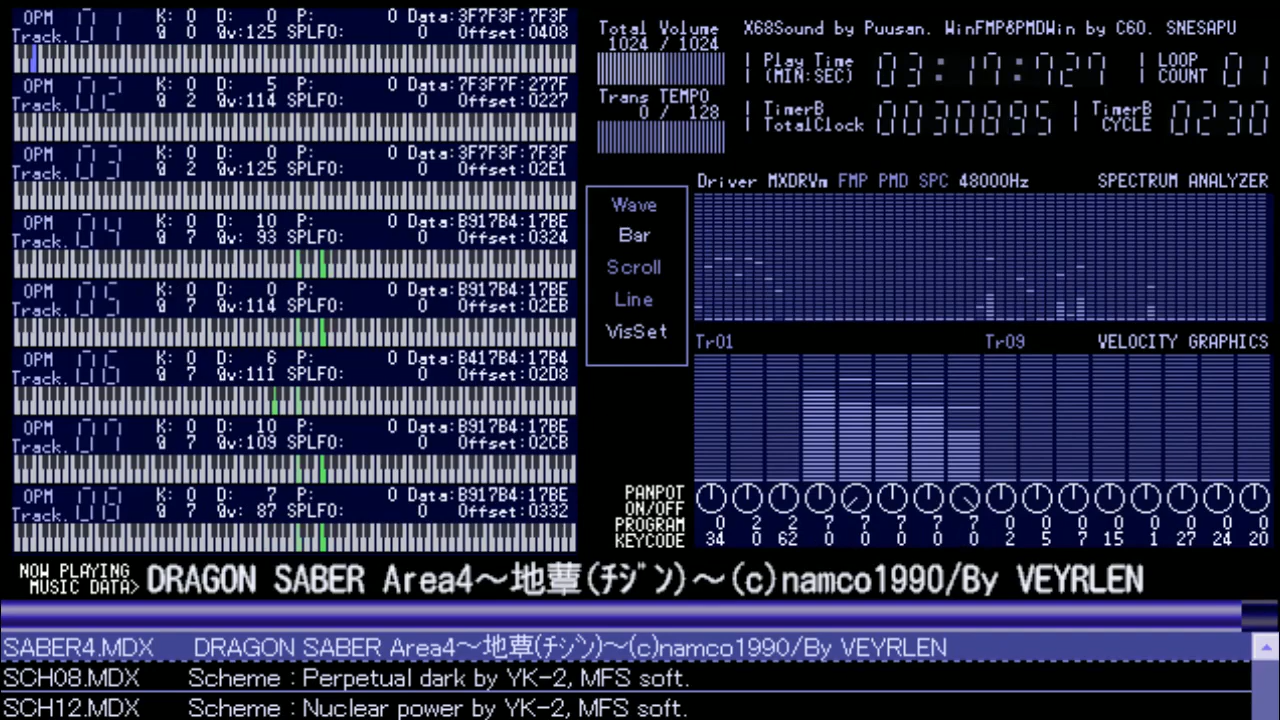 OPM Track. 01 K: 0 D: 0 P: 0 Data:3F7F3F:7F3F
@ 0 @v:125 SPLFO: 0 Offset:0408
OPM Track. 02 K: 0 D: 5 P: 0 Data:7F3F7F:277F
@ 2 @v:114 SPLFO: 0 Offset:0227
OPM Track. 03 K: 0 D: 0 P: 0 Data:3F7F3F:7F3F
@ 2 @v:125 SPLFO: 0 Offset:02E1
OPM Track. 04 K: 0 D: 10 P: 0 Data:B917B4:17BE
@ 7 @v: 93 SPLFO: 0 Offset:0324
OPM Track. 05 K: 0 D: 0 P: 0 Data:B917B4:17BE
@ 7 @v:114 SPLFO: 0 Offset:02EB
OPM Track. 06 K: 0 D: 6 P: 0 Data:B417B4:17B4
@ 7 @v:111 SPLFO: 0 Offset:02D8
OPM Track. 07 K: 0 D: 10 P: 0 Data:B917BE:17BE
@ 7 @v:109 SPLFO: 0 Offset:02CB
OPM Track. 08 K: 0 D: 7 P: 0 Data:B917B4:17BE
@ 7 @v: 87 SPLFO: 0 Offset:0332
Total Volume
1024 / 1024
Trans TEMPO
0 / 128
X68Sound by Puusan. WinFMP&PMDWin by C60. SNESAPU
Play Time (MIN:SEC) 03:17:927 LOOP COUNT 01
TimerB TotalClock 0030895 TimerB CYCLE 0230
Wave
Bar
Scroll
Line
VisSet
Driver MXDRVm FMP PMD SPC 48000Hz SPECTRUM ANALYZER
Tr01 Tr09 VELOCITY GRAPHICS
PANPOT
ON/OFF
PROGRAM 0 2 2 7 7 7 7 7 0 0 0 0 0 0 0 0
KEYCODE 34 0 62 0 0 0 0 0 2 5 7 15 1 27 24 20
NOW PLAYING MUSIC DATA> DRAGON SABER Area4～地蕈(ﾁｼﾞﾝ)～(c)namco1990/By VEYRLEN
SABER4.MDX DRAGON SABER Area4～地蕈(ﾁｼﾞﾝ)～(c)namco1990/By VEYRLEN
SCH08.MDX Scheme : Perpetual dark by YK-2, MFS soft.
SCH12.MDX Scheme : Nuclear power by YK-2, MFS soft.